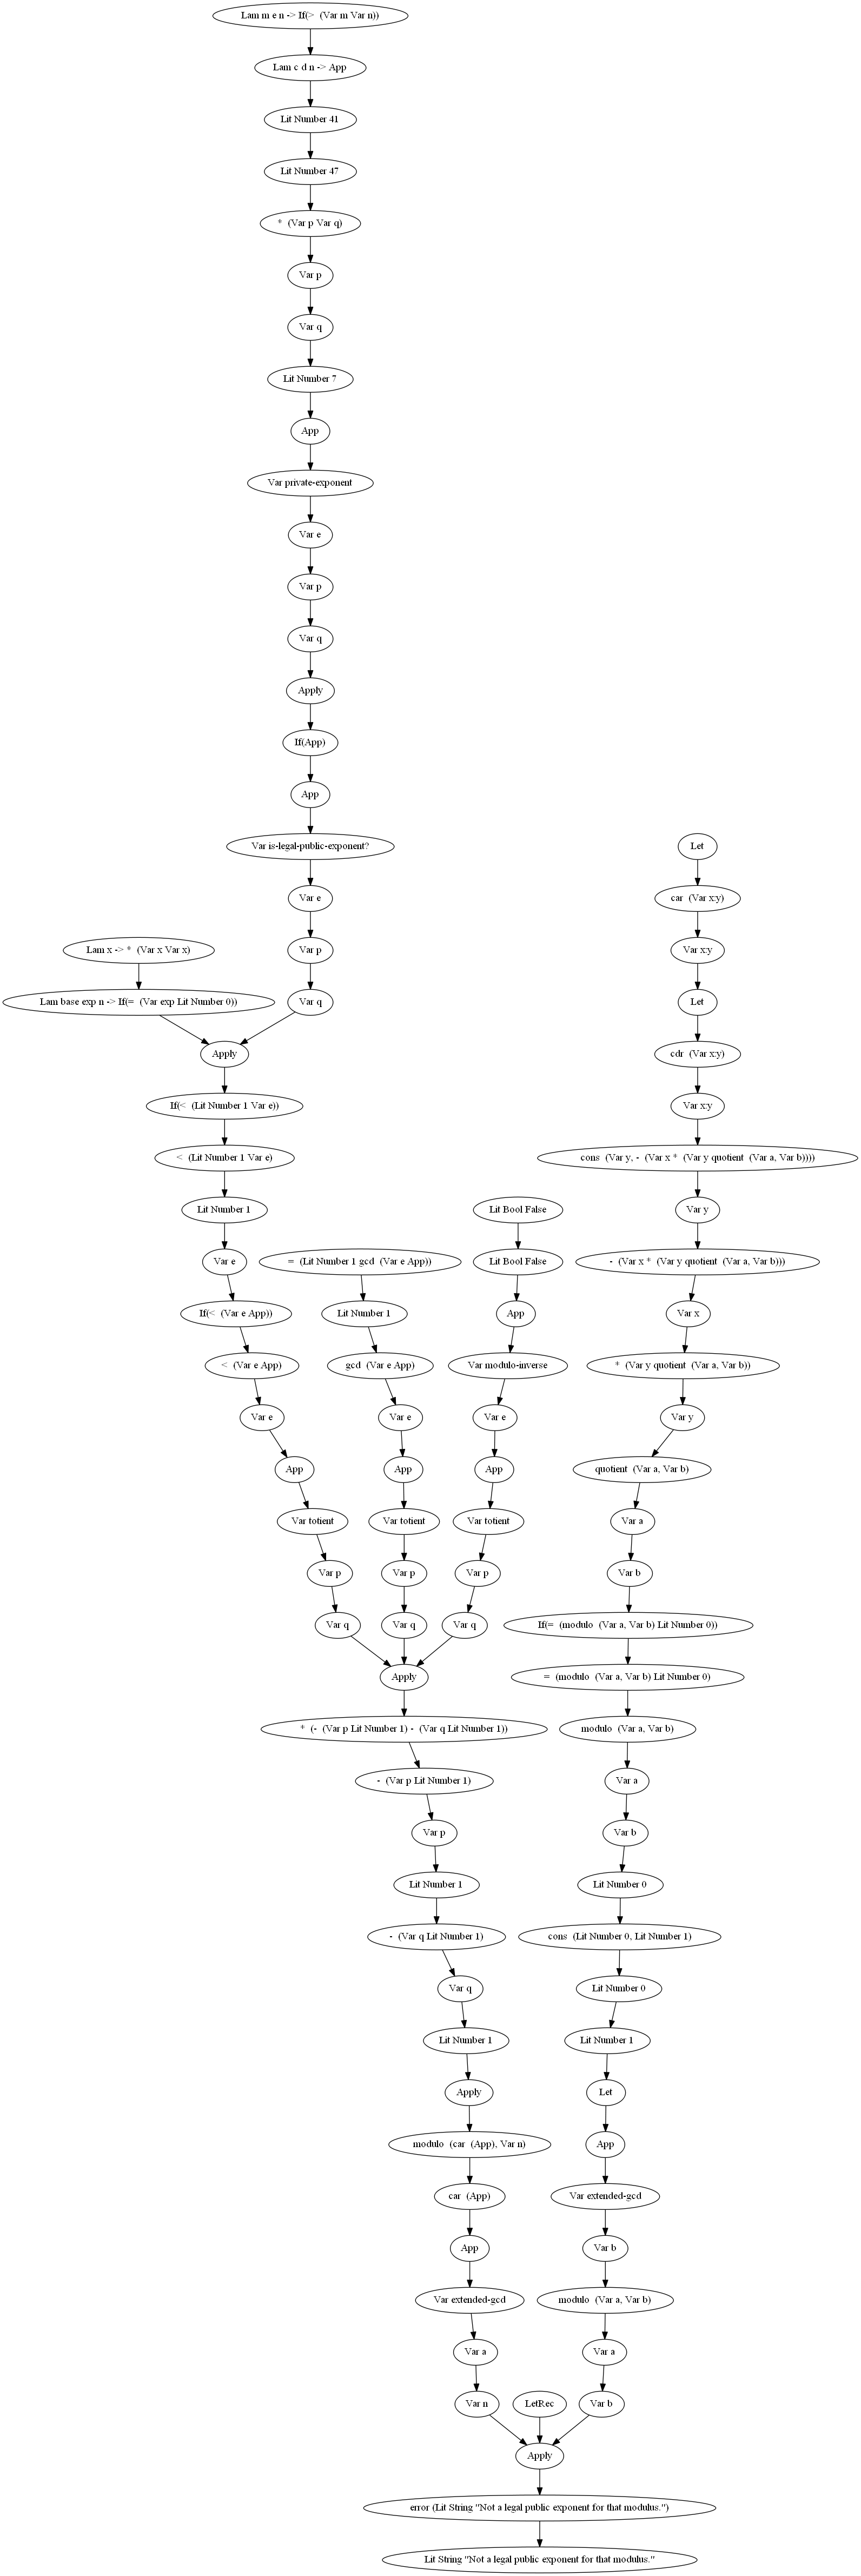 Lam m e n -> If(>  (Var m Var n))
Lam c d n -> App
Lit Number 41
Lit Number 47
*  (Var p Var q)
Var p
Var q
Lit Number 7
App
Var private-exponent
Var e
Var p
Var q
Apply
If(App)
App
Var is-legal-public-exponent?
Let
Var e
car  (Var x:y)
Lam x -> *  (Var x Var x)
Var p
Var x:y
Lam base exp n -> If(=  (Var exp Lit Number 0))
Var q
Let
Apply
cdr  (Var x:y)
If(<  (Lit Number 1 Var e))
Var x:y
<  (Lit Number 1 Var e)
cons  (Var y, -  (Var x *  (Var y quotient  (Var a, Var b))))
Lit Number 1
Lit Bool False
Var y
Var e
=  (Lit Number 1 gcd  (Var e App))
Lit Bool False
-  (Var x *  (Var y quotient  (Var a, Var b)))
If(<  (Var e App))
Lit Number 1
App
Var x
<  (Var e App)
gcd  (Var e App)
Var modulo-inverse
*  (Var y quotient  (Var a, Var b))
Var e
Var e
Var e
Var y
App
App
App
quotient  (Var a, Var b)
Var totient
Var totient
Var totient
Var a
Var p
Var p
Var p
Var b
Var q
Var q
Var q
If(=  (modulo  (Var a, Var b) Lit Number 0))
Apply
=  (modulo  (Var a, Var b) Lit Number 0)
*  (-  (Var p Lit Number 1) -  (Var q Lit Number 1))
modulo  (Var a, Var b)
-  (Var p Lit Number 1)
Var a
Var p
Var b
Lit Number 1
Lit Number 0
-  (Var q Lit Number 1)
cons  (Lit Number 0, Lit Number 1)
Var q
Lit Number 0
Lit Number 1
Lit Number 1
Apply
Let
modulo  (car  (App), Var n)
App
car  (App)
Var extended-gcd
App
Var b
Var extended-gcd
modulo  (Var a, Var b)
Var a
Var a
Var n
LetRec
Var b
Apply
error (Lit String "Not a legal public exponent for that modulus.")
Lit String "Not a legal public exponent for that modulus."